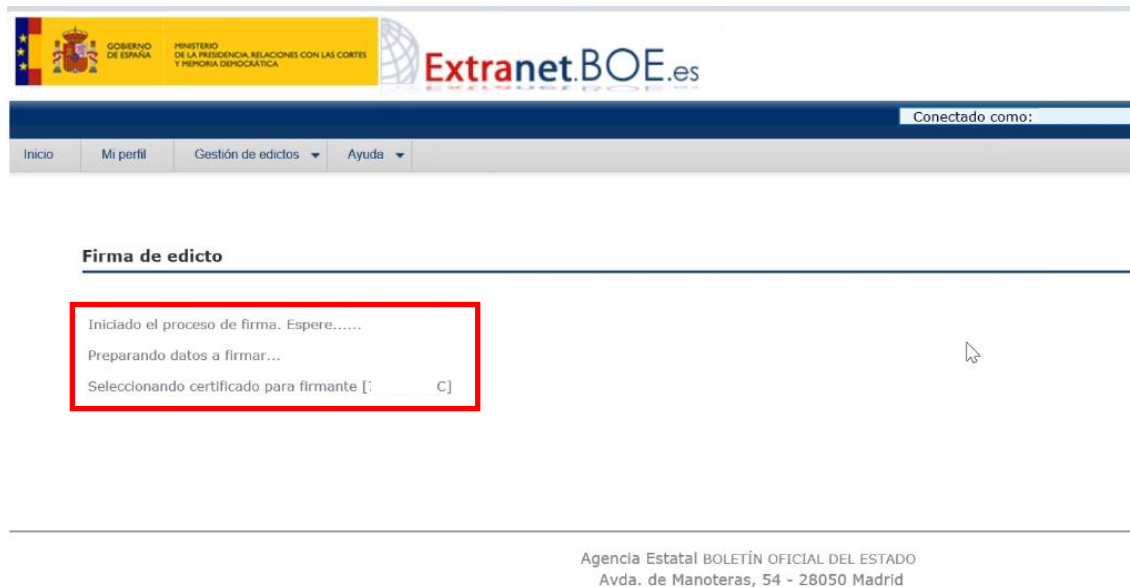 GOBIERNO
DE ESPAÑA
MINISTERIO
DE LA PRESIDENCIA, RELACIONES CON LAS CORTES
Y MEMORIA DEMOCRÁTICA
Extranet.BOE.es
Conectado como:
Inicio Mi perfil Gestión de edictos Ayuda
Firma de edicto
Iniciado el proceso de firma. Espere......
Preparando datos a firmar...
Seleccionando certificado para firmante [ C]
Agencia Estatal BOLETÍN OFICIAL DEL ESTADO
Avda. de Manoteras, 54 - 28050 Madrid